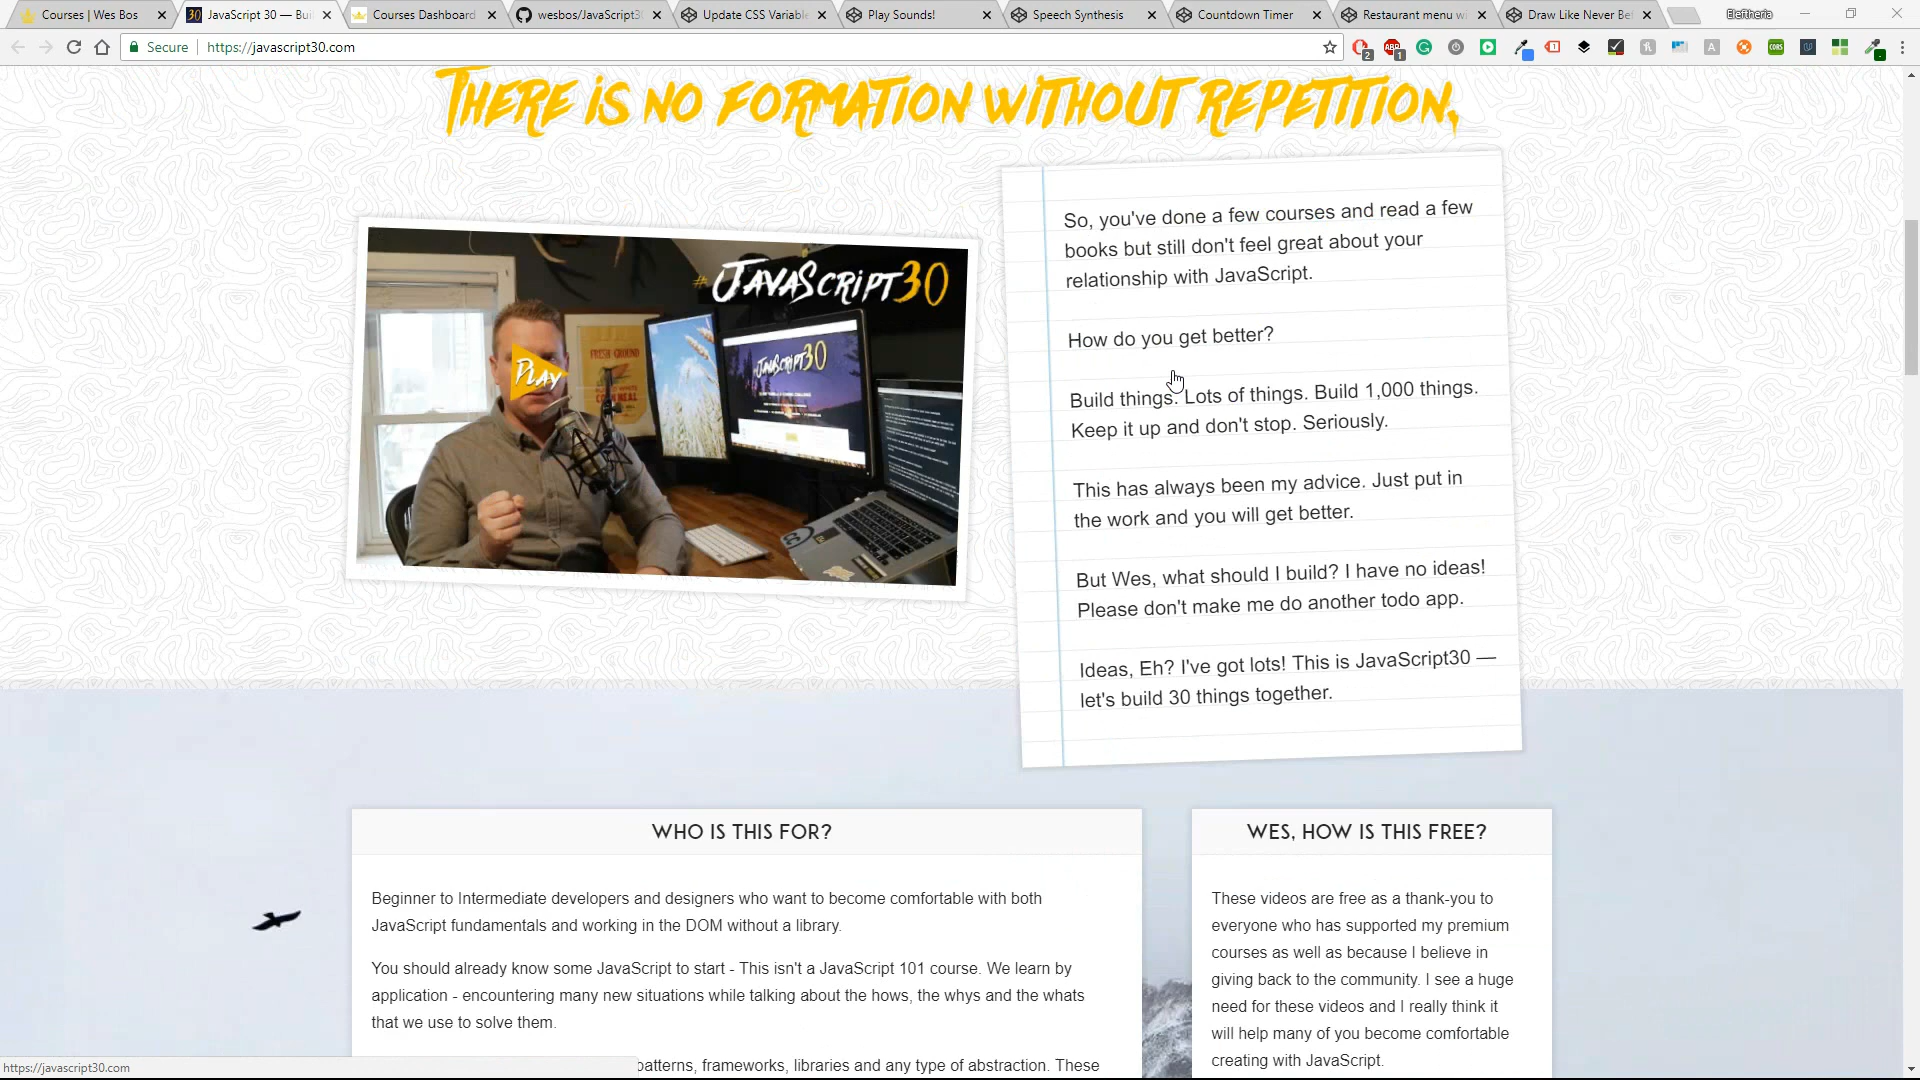 Courses | Wes Bos
JavaScript 30 — Bui
Courses Dashboard
wesbos/JavaScript3
Update CSS Variable
Play Sounds!
Speech Synthesis
Countdown Timer
Restaurant menu w
Draw Like Never Be
Eleftheria
Secure
https://javascript30.com
THERE IS NO FORMATION WITHOUT REPETITION.
#JAVASCRIPT30
PLAY
FRESH GROUND
JAVASCRIPT30
So, you've done a few courses and read a few
books but still don't feel great about your
relationship with JavaScript.
How do you get better?
Build things. Lots of things. Build 1,000 things.
Keep it up and don't stop. Seriously.
This has always been my advice. Just put in
the work and you will get better.
But Wes, what should I build? I have no ideas!
Please don't make me do another todo app.
Ideas, Eh? I've got lots! This is JavaScript30 —
let's build 30 things together.
WHO IS THIS FOR?
Beginner to Intermediate developers and designers who want to become comfortable with both
JavaScript fundamentals and working in the DOM without a library.
You should already know some JavaScript to start - This isn't a JavaScript 101 course. We learn by
application - encountering many new situations while talking about the hows, the whys and the whats
that we use to solve them.
patterns, frameworks, libraries and any type of abstraction. These
WES, HOW IS THIS FREE?
These videos are free as a thank-you to
everyone who has supported my premium
courses as well as because I believe in
giving back to the community. I see a huge
need for these videos and I really think it
will help many of you become comfortable
creating with JavaScript.
https://javascript30.com